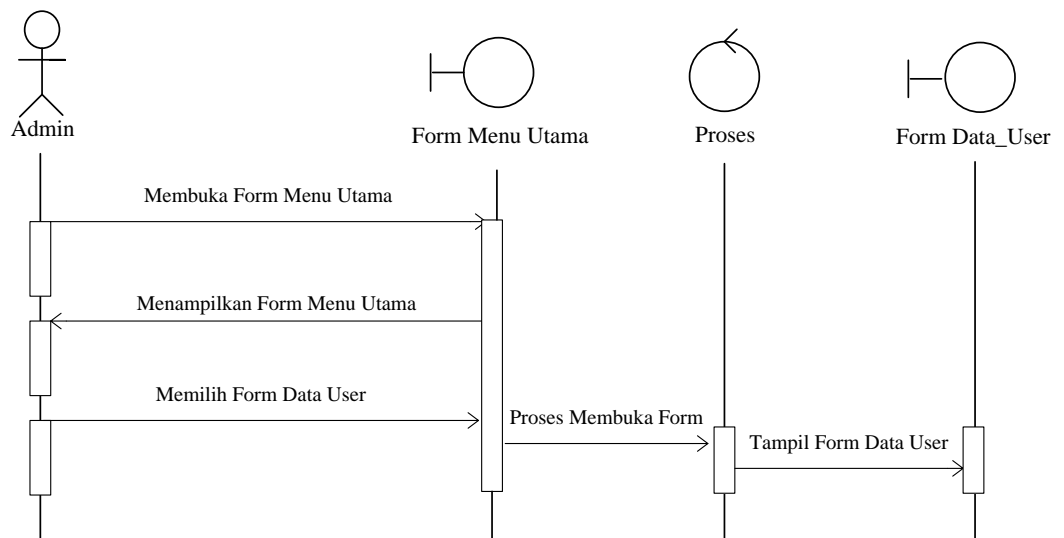 Admin
Form Menu Utama
Proses
Form Data_User
Membuka Form Menu Utama
Menampilkan Form Menu Utama
Memilih Form Data User
Proses Membuka Form
Tampil Form Data User